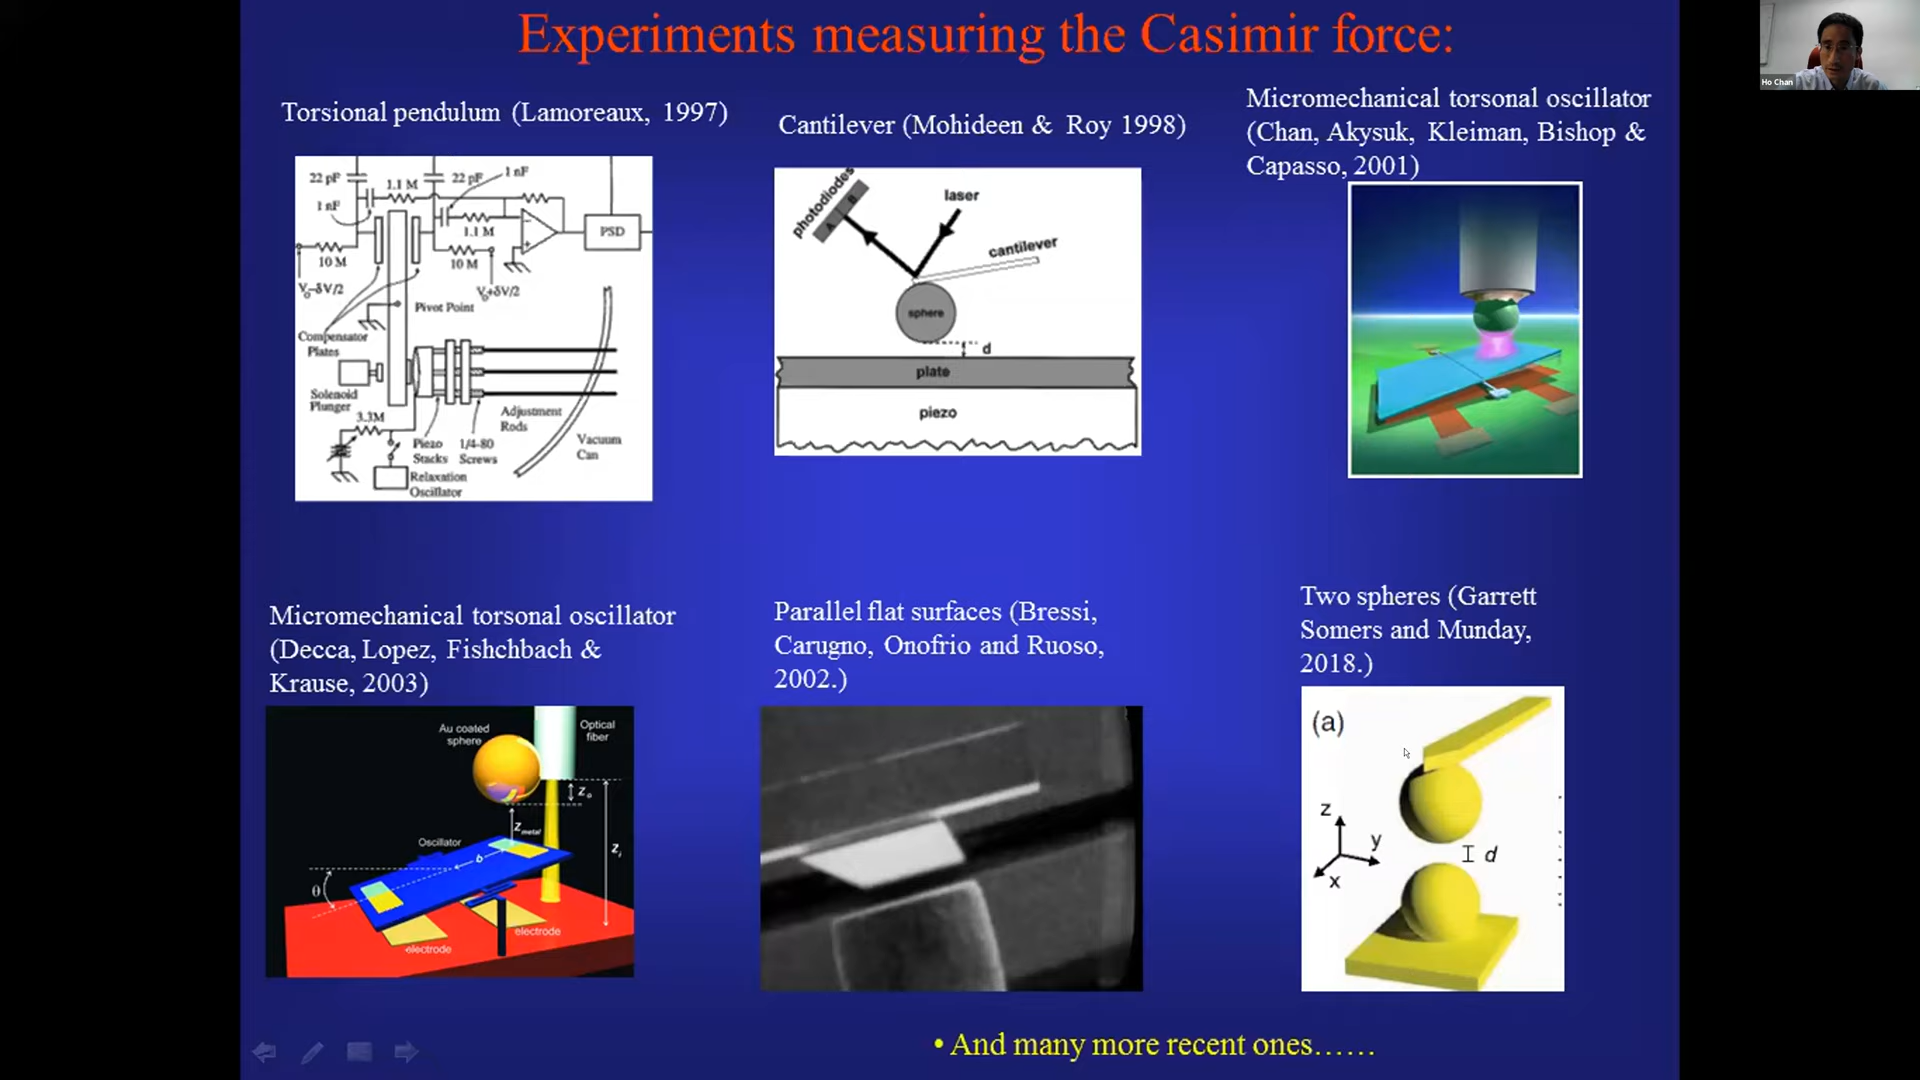 Experiments measuring the Casimir force:
Ho Chan
Torsional pendulum (Lamoreaux, 1997)
22 pF
1.1 M
22 pF
1 nF
1 nF
1.1 M
PSD
10 M
10 M
V₀-δV/2
V₀+δV/2
Pivot Point
Compensator
Plates
Solenoid
Plunger
3.3M
Piezo
Stacks
1/4-80
Screws
Adjustment
Rods
Vacuum
Can
Relaxation
Oscillator
Cantilever (Mohideen & Roy 1998)
photodiodes
A
B
laser
cantilever
sphere
d
plate
piezo
Micromechanical torsonal oscillator
(Chan, Akysuk, Kleiman, Bishop &
Capasso, 2001)
Micromechanical torsonal oscillator
(Decca, Lopez, Fishchbach &
Krause, 2003)
Au coated
sphere
Optical
fiber
z₀
z metal
zᵢ
Oscillator
b
θ
electrode
electrode
Parallel flat surfaces (Bressi,
Carugno, Onofrio and Ruoso,
2002.)
Two spheres (Garrett
Somers and Munday,
2018.)
(a)
z
y
x
d
• And many more recent ones……